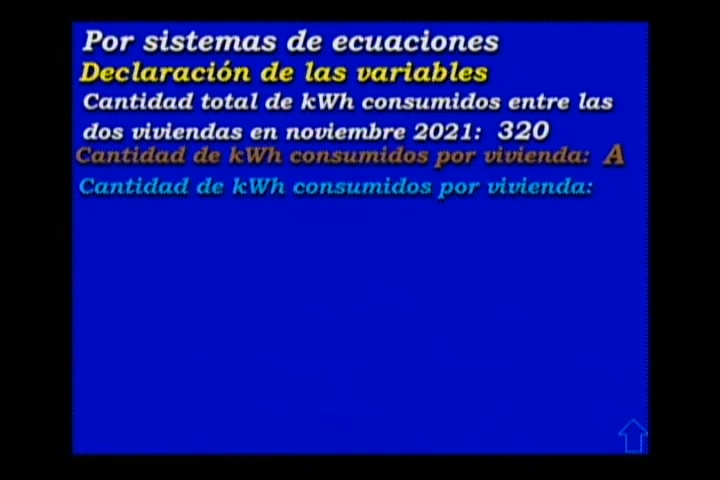 Por sistemas de ecuaciones
Declaración de las variables
Cantidad total de kWh consumidos entre las
dos viviendas en noviembre 2021: 320
Cantidad de kWh consumidos por vivienda: A
Cantidad de kWh consumidos por vivienda: